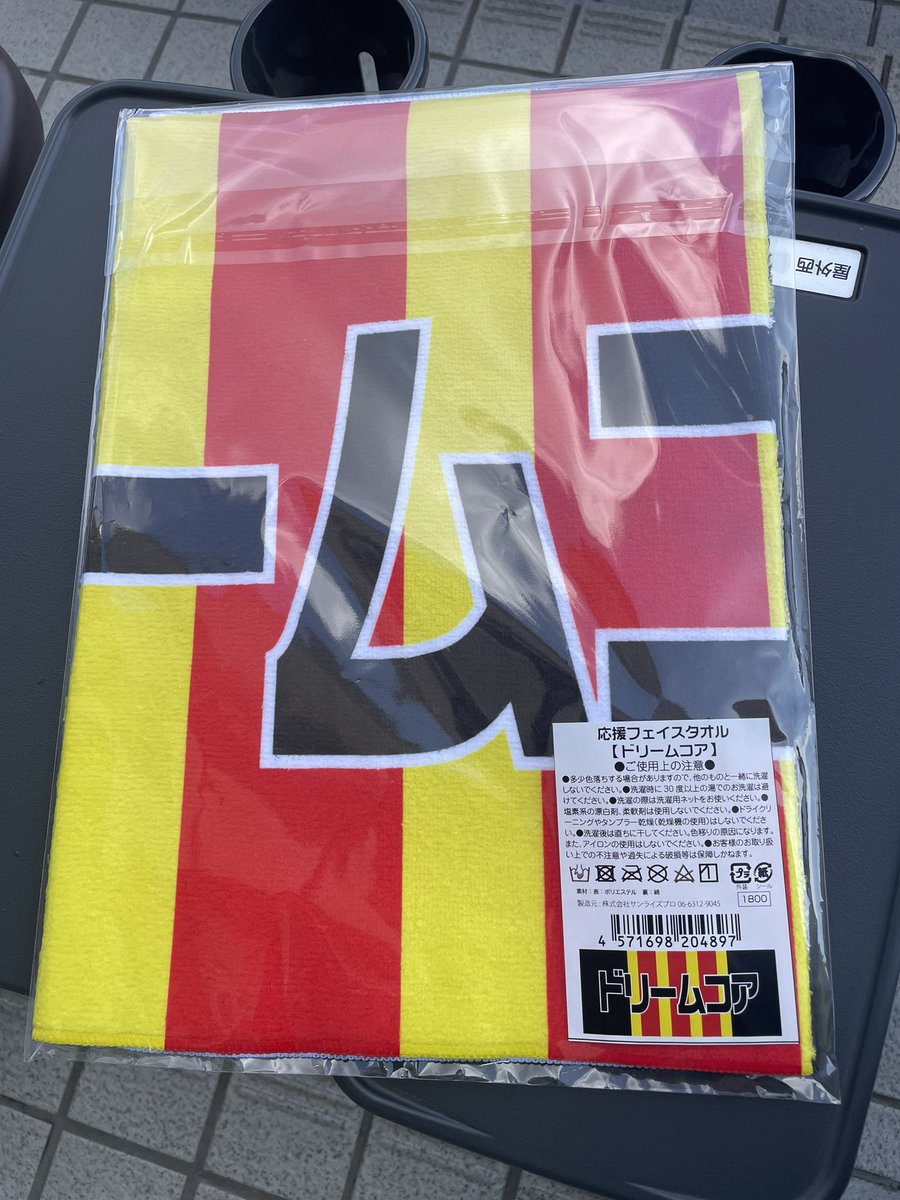 屋外西
ーム
応援フェイスタオル
【ドリームコア】
●ご使用上の注意●
●多少色落ちする場合がありますので、他のものと一緒に洗濯
しないでください。●洗濯時に30度以上の湯でのお洗濯は避
けてください。●洗濯の際は洗濯用ネットをお使いください。●
塩素系の漂白剤、柔軟剤は使用しないでください。●ドライクリ
ーニングやタンブラー乾燥(乾燥機の使用)はしないでくださ
い。●洗濯後は直ちに干してください。色移りの原因になります。
また、アイロンの使用はしないでください。●お客様のお取り扱
い上での不注意や過失による破損等は保障しかねます。
プラ 紙
外装 シール
素材:表:ポリエステル 裏:綿
製造元:株式会社サンライズプロ 06-6312-9045
1800
4 571698 204897
ドリームコア